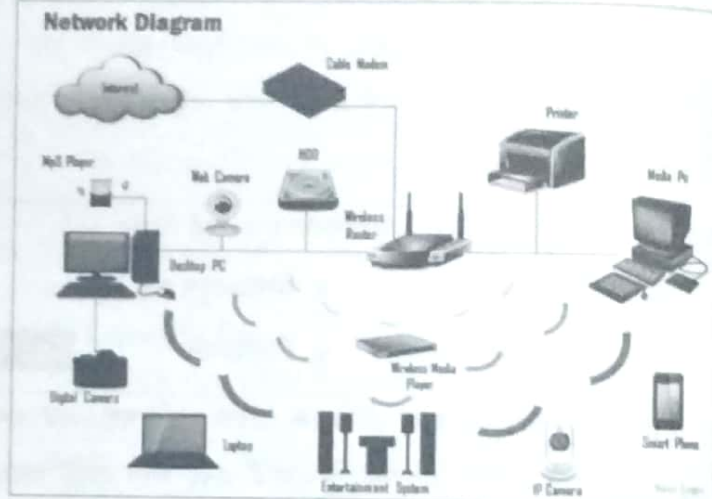 Network Diagram
Cable Modem
Internet
Printer
Mp3 Player
Web Camera
HDD
Media Pc
Wireless
Router
Desktop PC
Wireless Media
Player
Digital Camera
Laptop
Smart Phone
Entertainment System
IP Camera